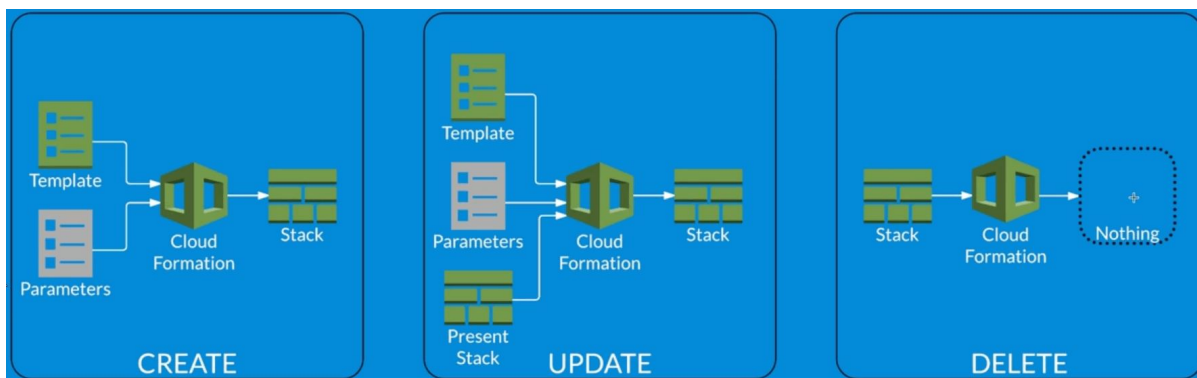 Template
Parameters
Cloud
Formation
Stack
CREATE
Template
Parameters
Present
Stack
Cloud
Formation
Stack
UPDATE
Stack
Cloud
Formation
Nothing
DELETE